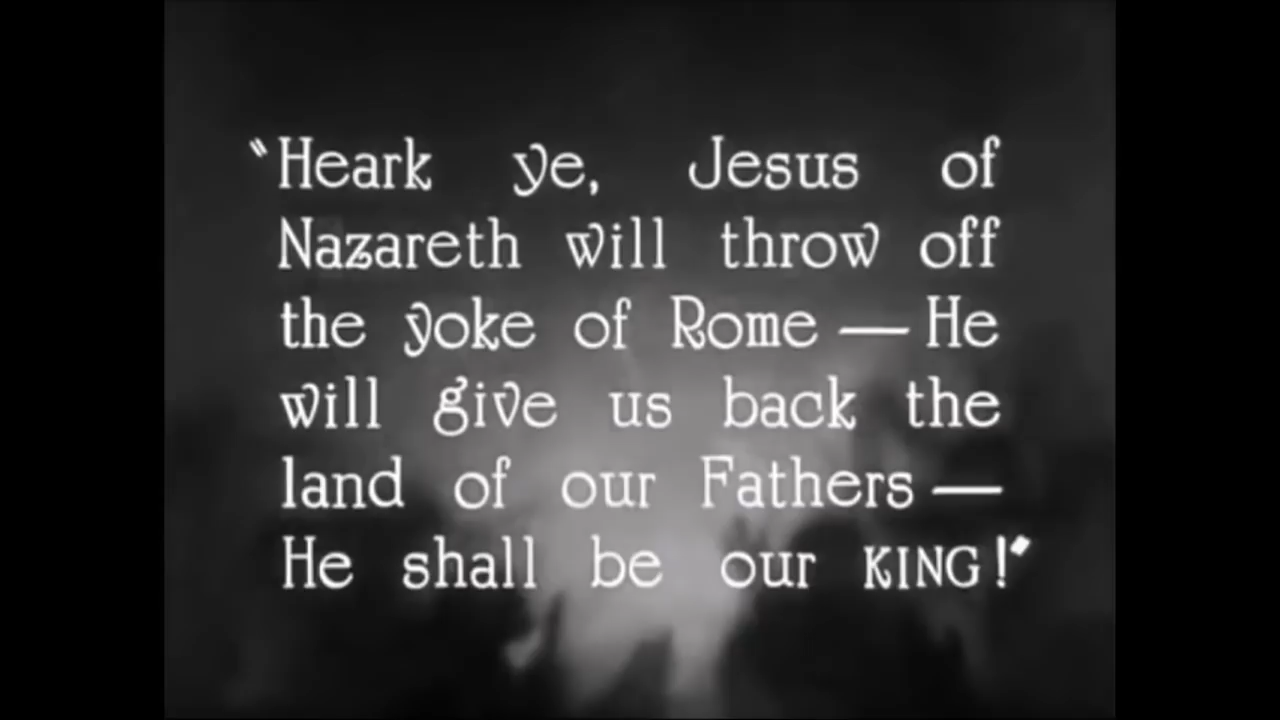 "Heark ye, Jesus of
Nazareth will throw off
the yoke of Rome — He
will give us back the
land of our Fathers —
He shall be our KING!"